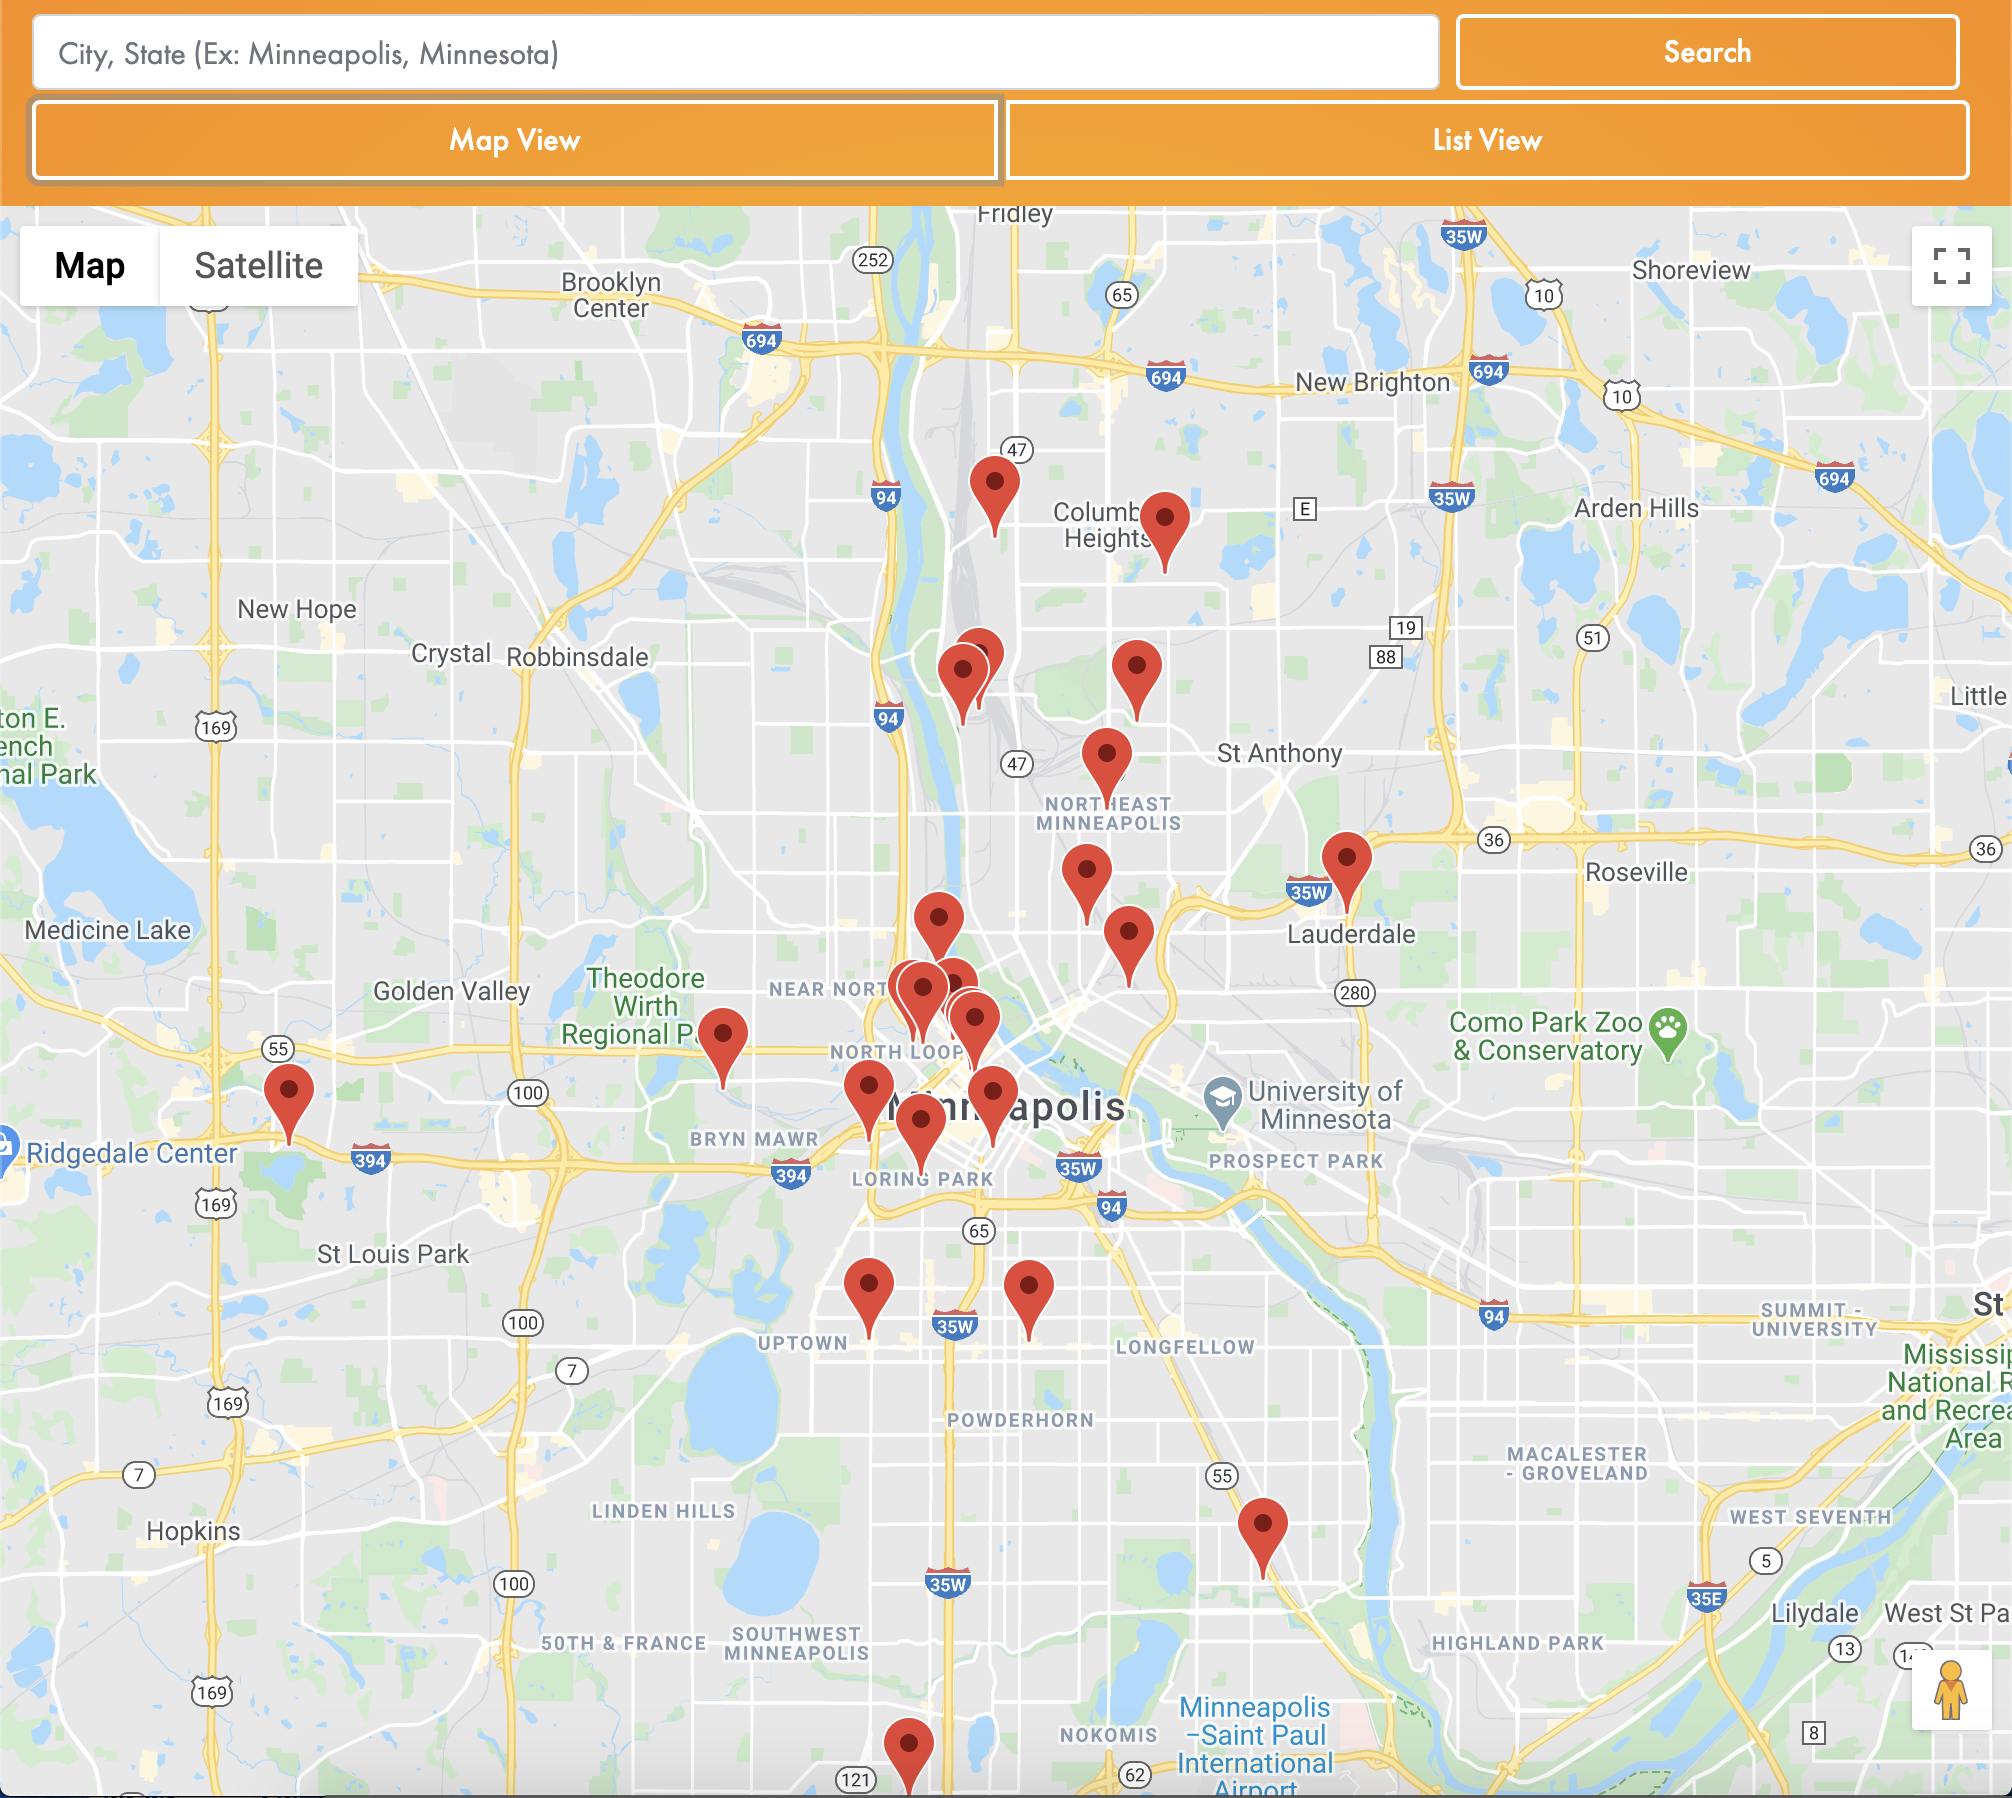 City, State (Ex: Minneapolis, Minnesota)
Search
Map View
List View
Map
Satellite
Fridley
35W
252
Shoreview
Brooklyn
Center
65
10
694
694
694
New Brighton
10
47
694
94
35W
Columb
Heights
E
Arden Hills
New Hope
19
51
Crystal
Robbinsdale
88
Little
ton E.
ench
nal Park
169
94
47
St Anthony
NORTHEAST
MINNEAPOLIS
36
36
Roseville
35W
Medicine Lake
Lauderdale
Golden Valley
Theodore
Wirth
Regional P
NEAR NORT
280
Como Park Zoo
& Conservatory
55
NORTH LOOP
100
University of
Minnesota
BRYN MAWR
Ridgedale Center
394
394
LORING PARK
35W
PROSPECT PARK
169
94
65
St Louis Park
St
94
SUMMIT -
UNIVERSITY
100
35W
UPTOWN
LONGFELLOW
7
Mississip
National R
and Recrea
Area
169
POWDERHORN
MACALESTER
- GROVELAND
7
55
LINDEN HILLS
WEST SEVENTH
Hopkins
5
100
35W
35E
Lilydale
West St Pa
50TH & FRANCE
SOUTHWEST
MINNEAPOLIS
HIGHLAND PARK
13
169
Minneapolis
-Saint Paul
International
Airport
NOKOMIS
8
121
62